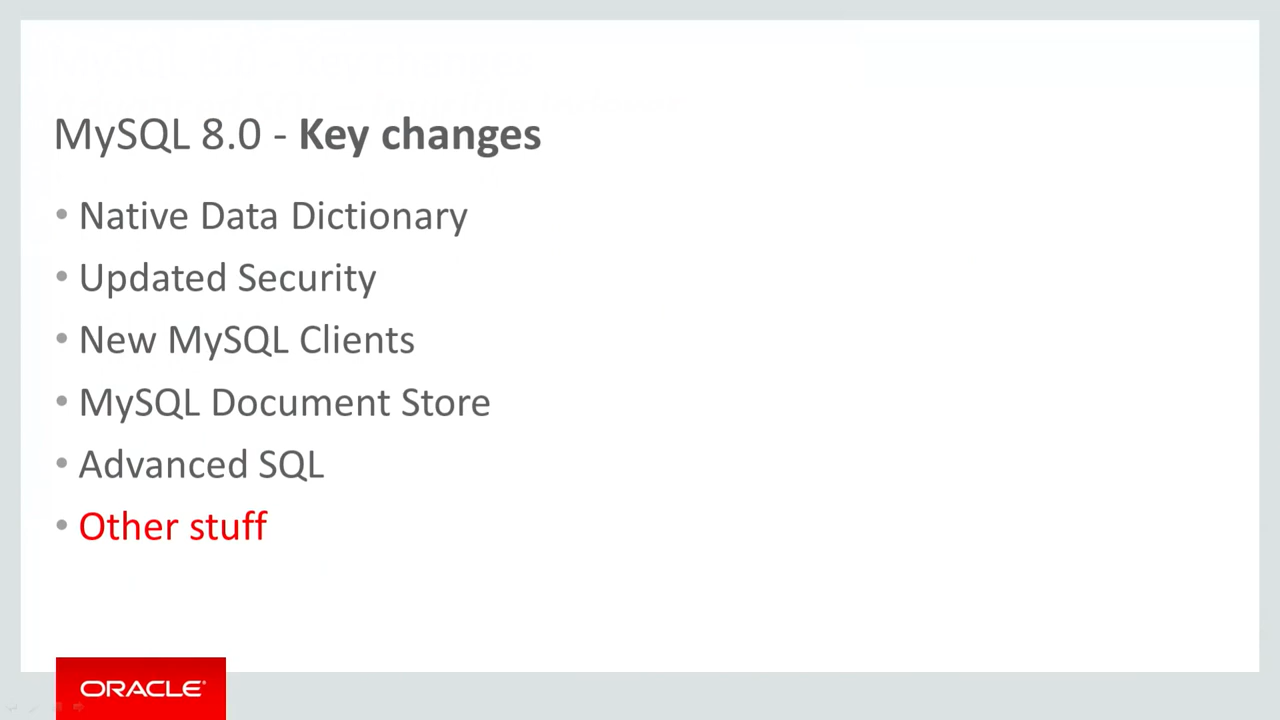 MySQL 8.0 - Key changes
• Native Data Dictionary
• Updated Security
• New MySQL Clients
• MySQL Document Store
• Advanced SQL
• Other stuff
ORACLE®